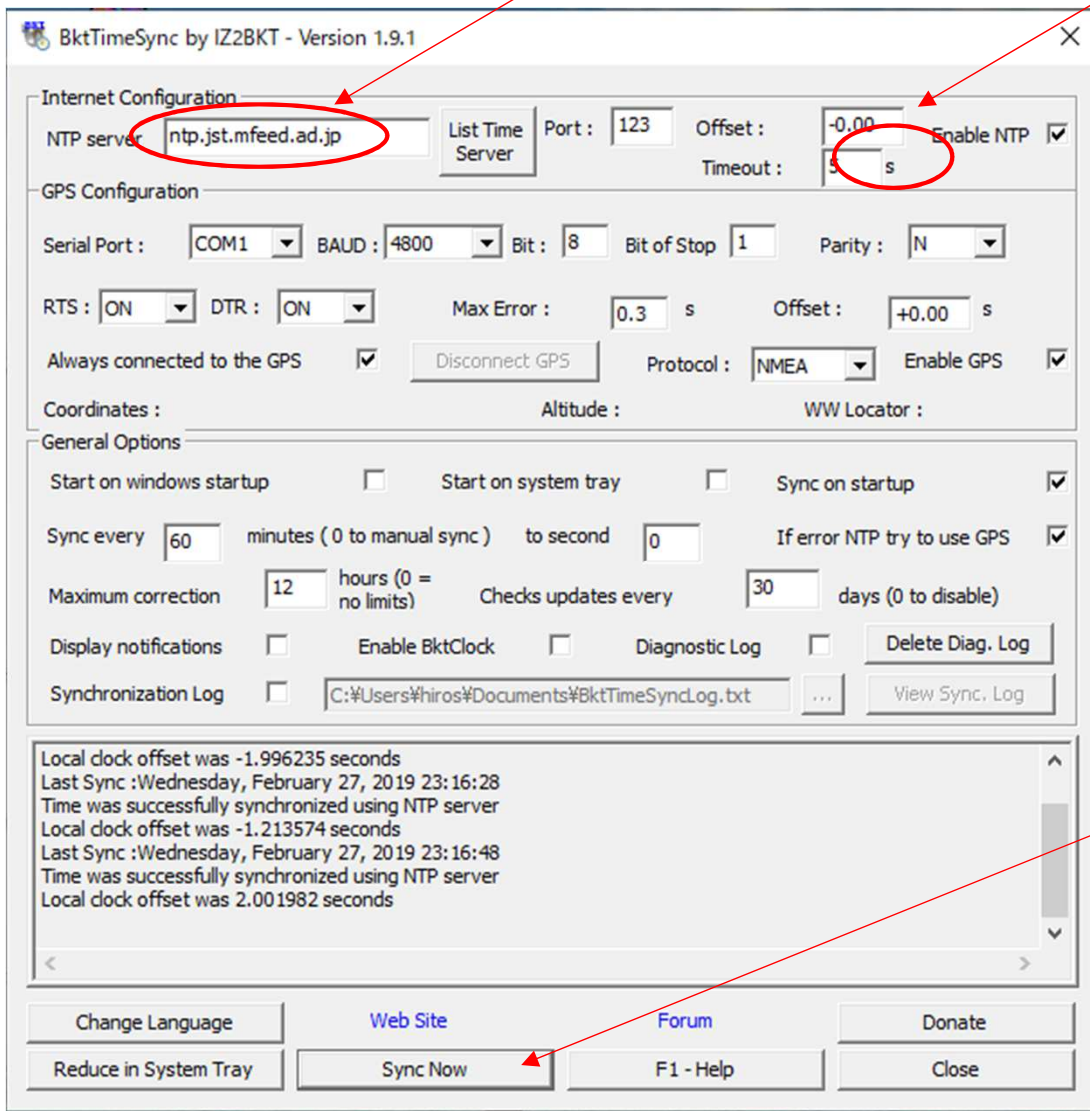 BktTimeSync by IZ2BKT - Version 1.9.1
Internet Configuration
NTP server ntp.jst.mfeed.ad.jp List Time Server Port : 123 Offset : -0.00 Enable NTP
Timeout : 5 s
GPS Configuration
Serial Port : COM1 BAUD : 4800 Bit : 8 Bit of Stop 1 Parity : N
RTS : ON DTR : ON Max Error : 0.3 s Offset : +0.00 s
Always connected to the GPS Disconnect GPS Protocol : NMEA Enable GPS
Coordinates : Altitude : WW Locator :
General Options
Start on windows startup Start on system tray Sync on startup
Sync every 60 minutes ( 0 to manual sync ) to second 0 If error NTP try to use GPS
Maximum correction 12 hours (0 = no limits) Checks updates every 30 days (0 to disable)
Display notifications Enable BktClock Diagnostic Log Delete Diag. Log
Synchronization Log C:¥Users¥hiros¥Documents¥BktTimeSyncLog.txt ... View Sync. Log
Local clock offset was -1.996235 seconds
Last Sync :Wednesday, February 27, 2019 23:16:28
Time was successfully synchronized using NTP server
Local clock offset was -1.213574 seconds
Last Sync :Wednesday, February 27, 2019 23:16:48
Time was successfully synchronized using NTP server
Local clock offset was 2.001982 seconds
Change Language Web Site Forum Donate
Reduce in System Tray Sync Now F1 - Help Close